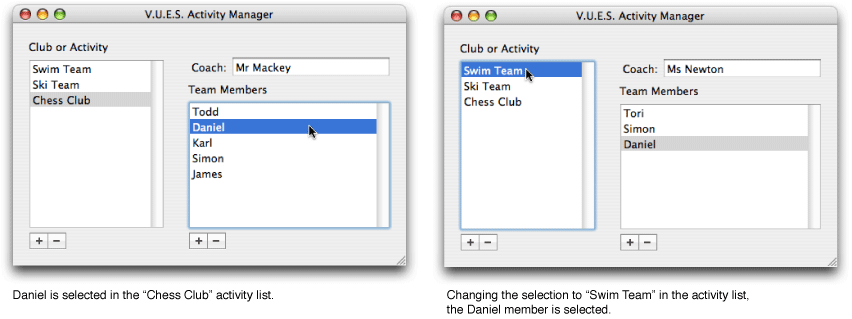 V.U.E.S. Activity Manager
Club or Activity
Swim Team
Ski Team
Chess Club
Coach: Mr Mackey
Team Members
Todd
Daniel
Karl
Simon
James
+ −
+ −
Daniel is selected in the “Chess Club” activity list.
V.U.E.S. Activity Manager
Club or Activity
Swim Team
Ski Team
Chess Club
Coach: Ms Newton
Team Members
Tori
Simon
Daniel
+ −
+ −
Changing the selection to “Swim Team” in the activity list,
the Daniel member is selected.